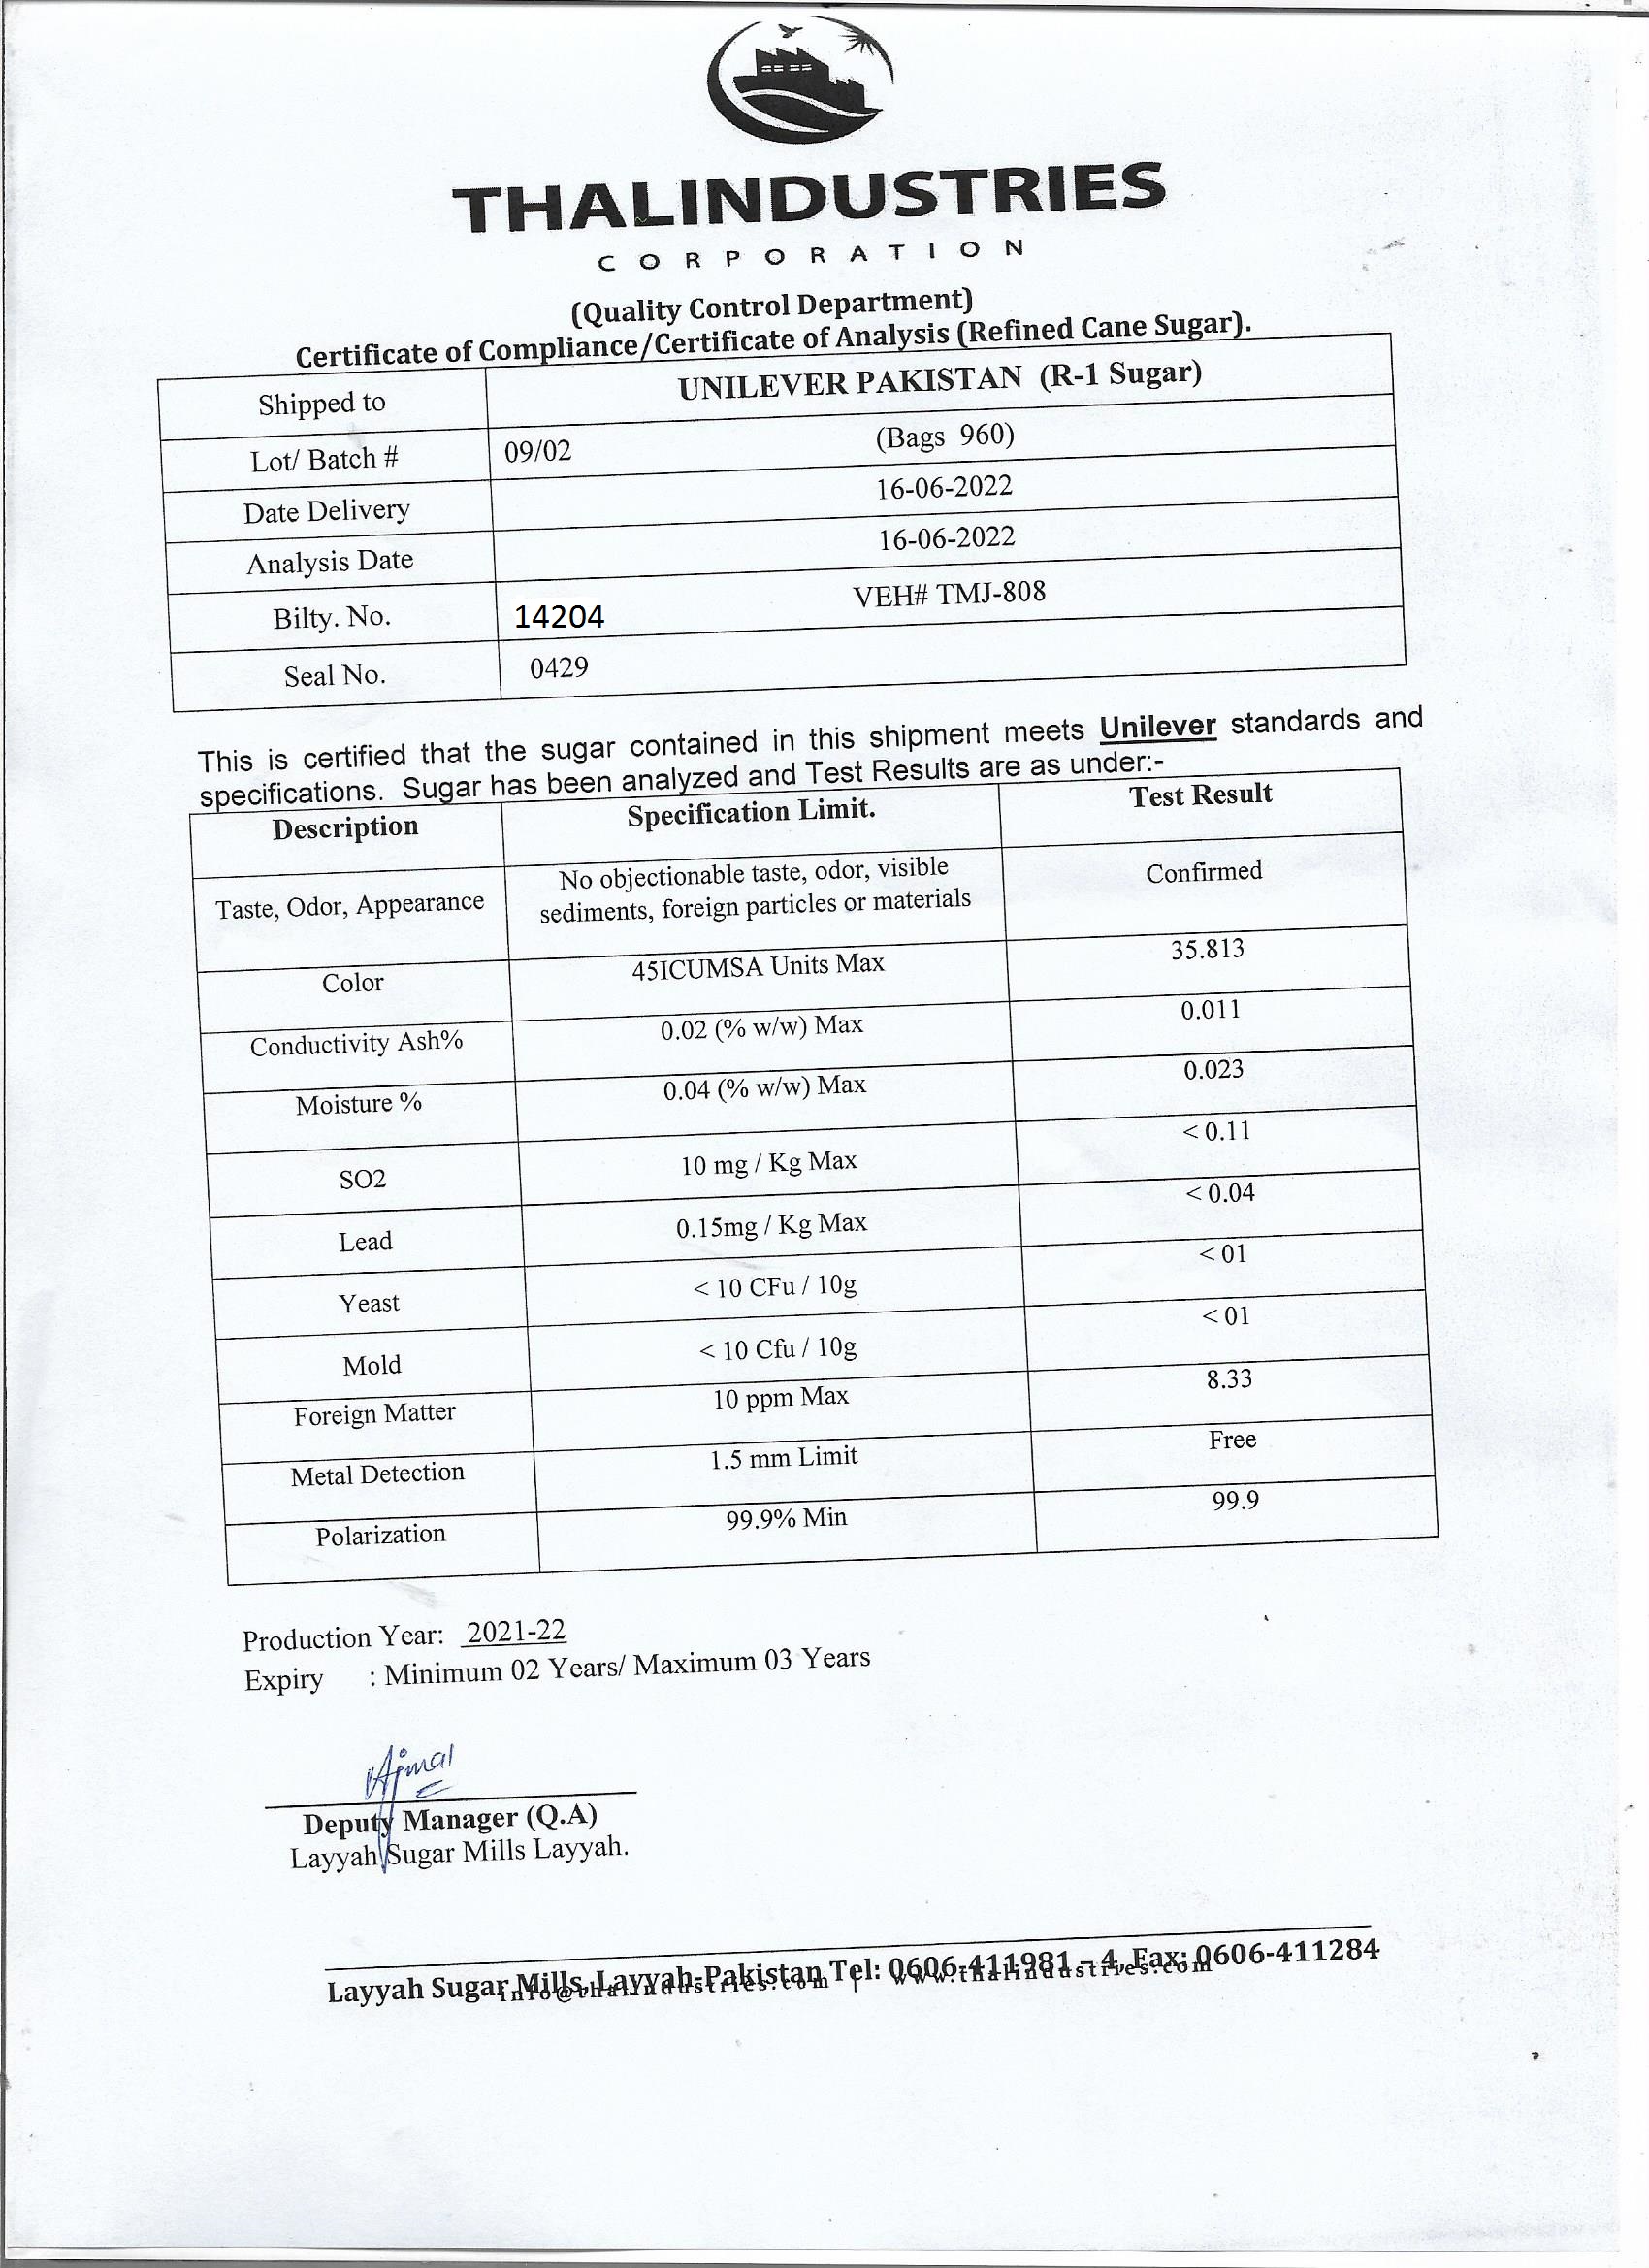 THALINDUSTRIES
CORPORATION
(Quality Control Department)
Certificate of Compliance/Certificate of Analysis (Refined Cane Sugar).
Shipped to UNILEVER PAKISTAN (R-1 Sugar)
Lot/ Batch # 09/02 (Bags 960)
Date Delivery 16-06-2022
Analysis Date 16-06-2022
Bilty. No. 14204 VEH# TMJ-808
Seal No. 0429
This is certified that the sugar contained in this shipment meets Unilever standards and
specifications. Sugar has been analyzed and Test Results are as under:-
Description Specification Limit. Test Result
Taste, Odor, Appearance No objectionable taste, odor, visible
sediments, foreign particles or materials Confirmed
Color 45ICUMSA Units Max 35.813
Conductivity Ash% 0.02 (% w/w) Max 0.011
Moisture % 0.04 (% w/w) Max 0.023
SO2 10 mg / Kg Max < 0.11
Lead 0.15mg / Kg Max < 0.04
Yeast < 10 CFu / 10g < 01
Mold < 10 Cfu / 10g < 01
Foreign Matter 10 ppm Max 8.33
Metal Detection 1.5 mm Limit Free
Polarization 99.9% Min 99.9
Production Year: 2021-22
Expiry : Minimum 02 Years/ Maximum 03 Years
Ajmal
Deputy Manager (Q.A)
Layyah Sugar Mills Layyah.
Layyah Sugar Mills, Layyah-Pakistan Tel: 0606-411981 – 4, Fax: 0606-411284
info@thalindustries.com | www.thalindustries.com